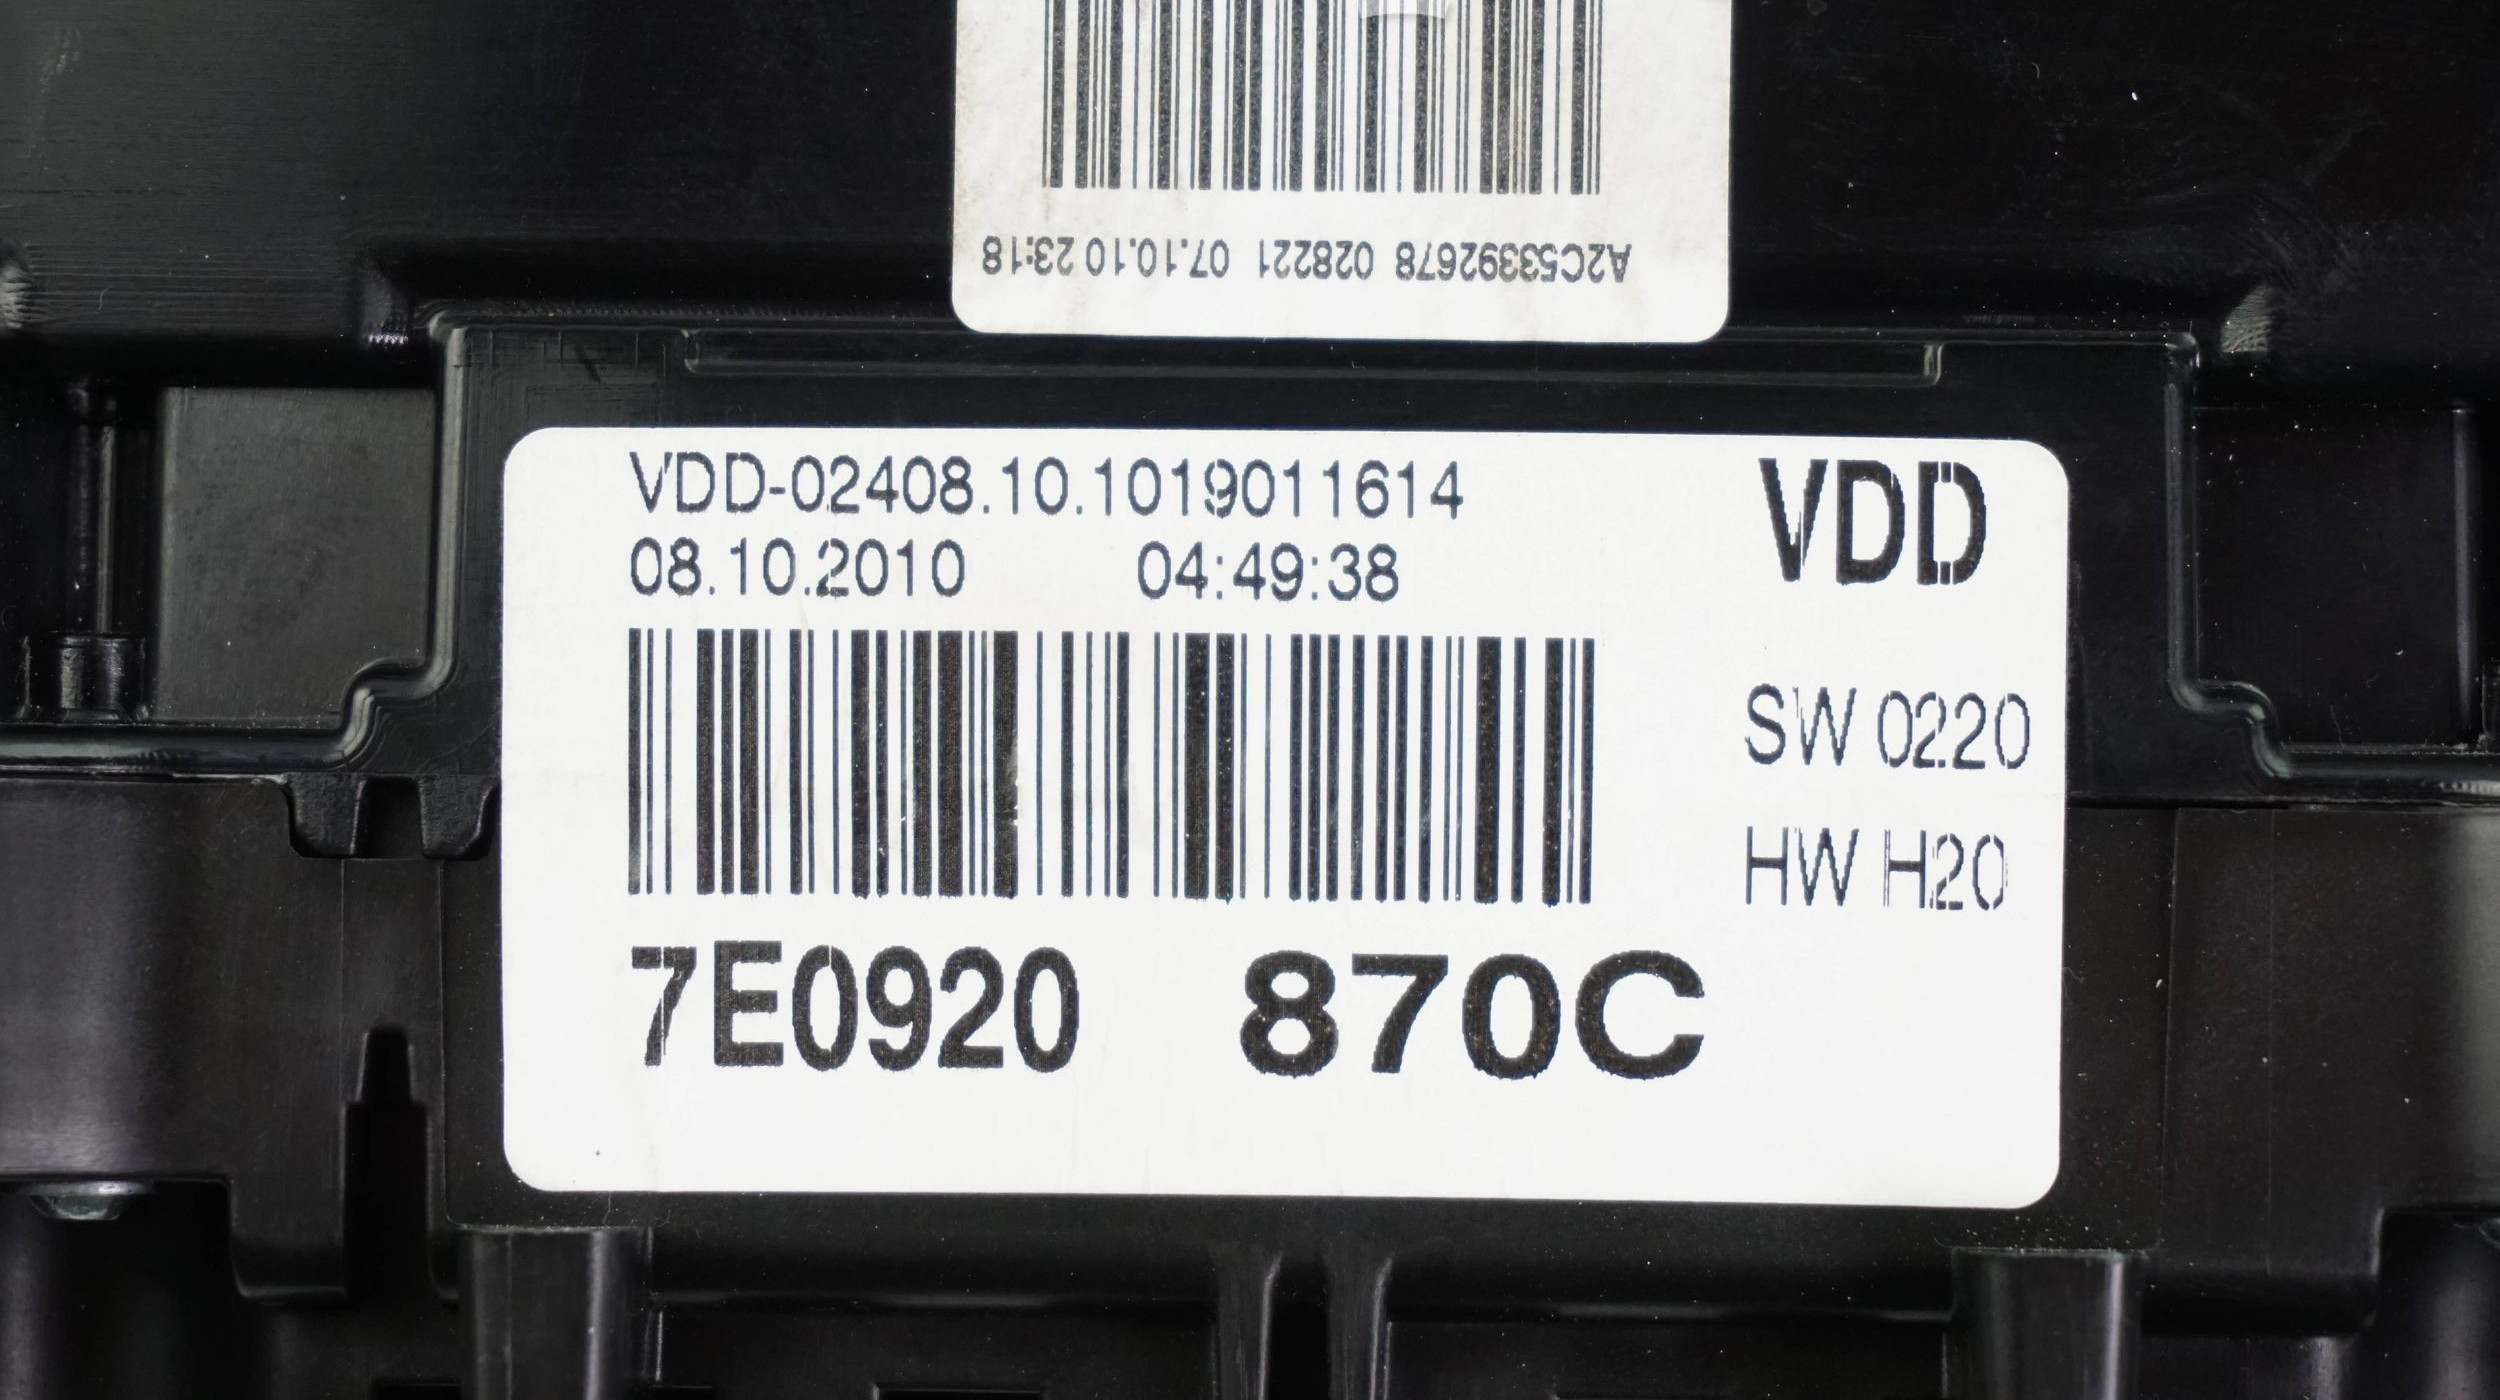 A2C53392678 028221 07.10.10 23:18
VDD-02408.10.1019011614
08.10.2010 04:49:38
VDD
SW 0220
HW H20
7E0920 870C